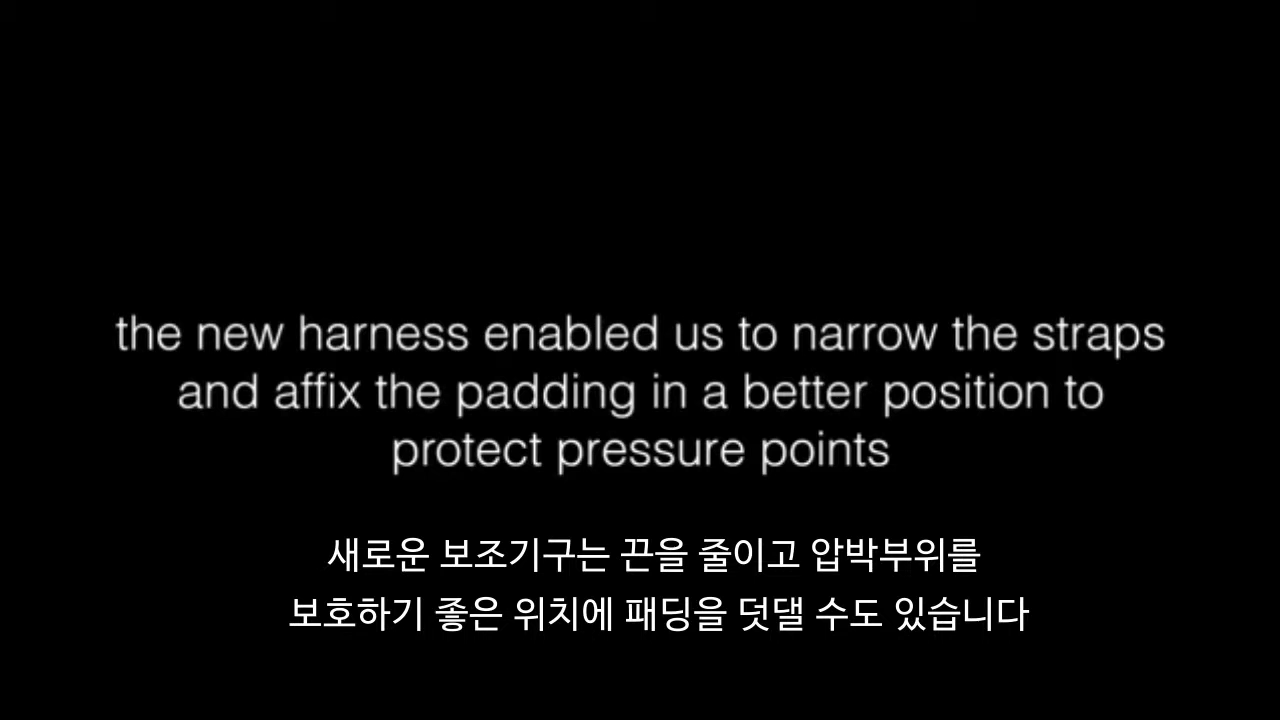 the new harness enabled us to narrow the straps
and affix the padding in a better position to
protect pressure points
새로운 보조기구는 끈을 줄이고 압박부위를
보호하기 좋은 위치에 패딩을 덧댈 수도 있습니다